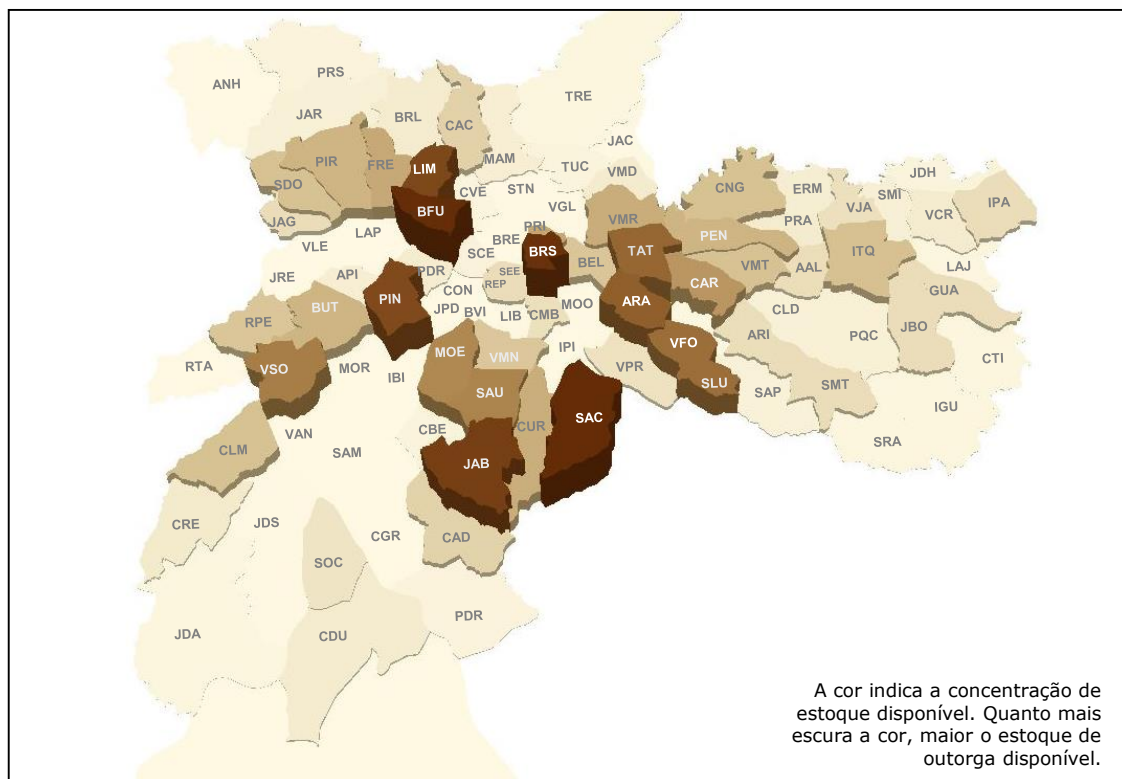 ANH
PRS
TRE
JAR
BRL
CAC
JAC
PIR
FRE
LIM
MAM
TUC
VMD
SDO
CVE
STN
CNG
ERM
SMI
JDH
JAG
BFU
VGL
VMR
PRA
VJA
VCR
IPA
VLE
LAP
SCE
BRE
PRI
BRS
TAT
PEN
ITQ
JRE
API
PDR
SEE
REP
BEL
CAR
VMT
AAL
LAJ
PIN
CON
JPD
BVI
LIB
CMB
MOO
ARA
CLD
GUA
RPE
BUT
IPI
VFO
ARI
PQC
JBO
CTI
RTA
VSO
MOR
IBI
MOE
VMN
VPR
SLU
SAP
SMT
IGU
SAU
SAC
SRA
CLM
VAN
SAM
CBE
CUR
JAB
CRE
JDS
CGR
CAD
SOC
JDA
CDU
PDR
A cor indica a concentração de
estoque disponível. Quanto mais
escura a cor, maior o estoque de
outorga disponível.